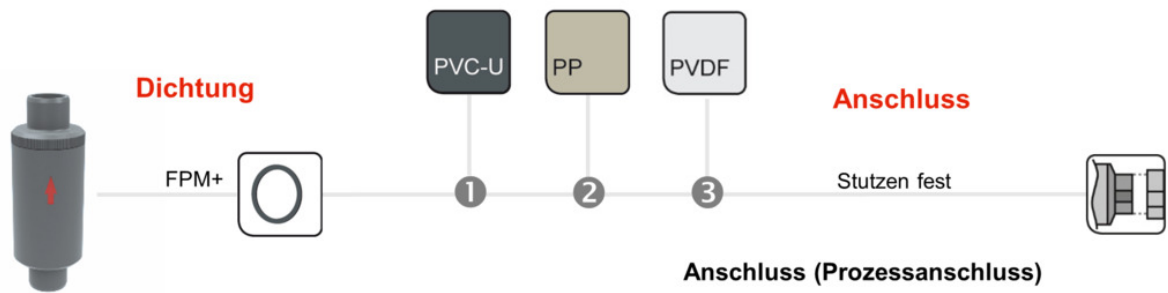 PVC-U
PP
PVDF
Dichtung
Anschluss
FPM+
1
2
3
Stutzen fest
Anschluss (Prozessanschluss)